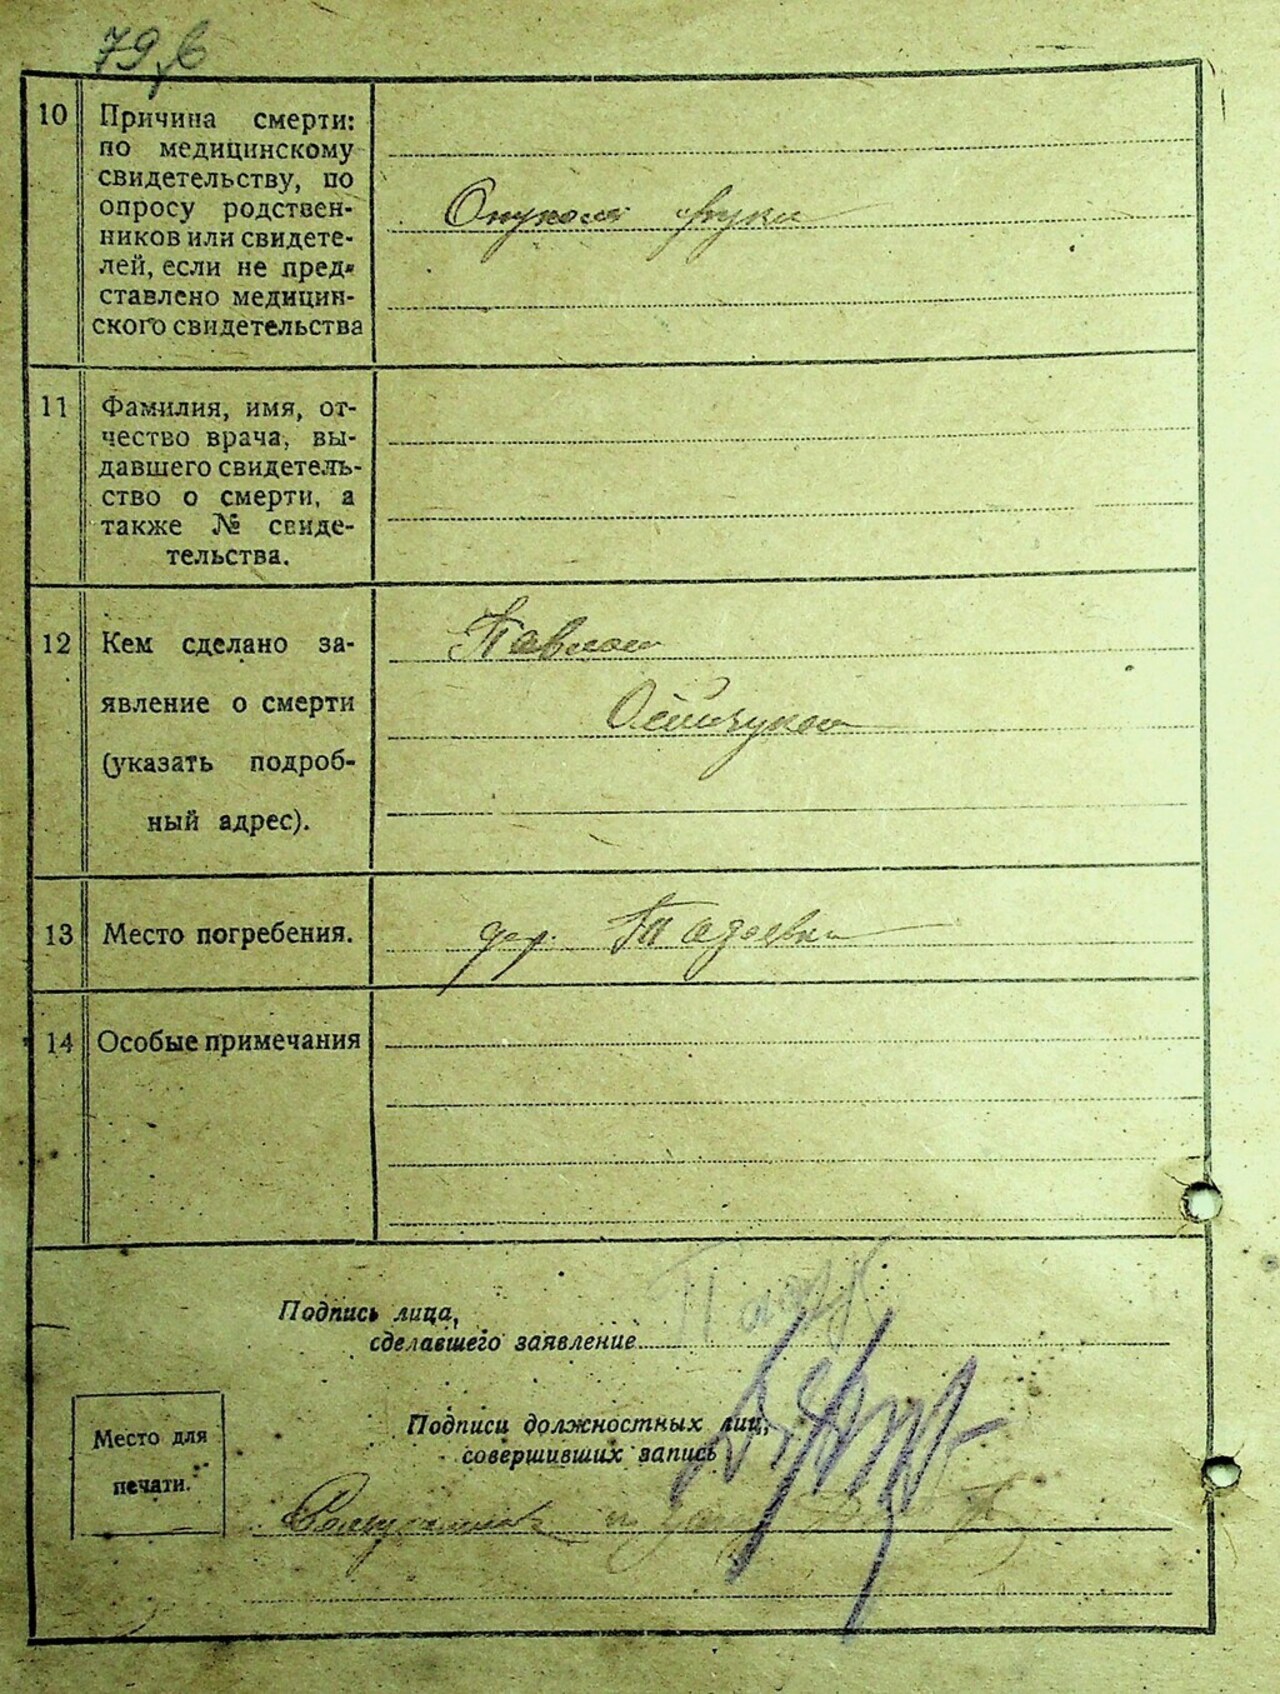 79,в
10 Причина смерти:
по медицинскому
свидетельству, по
опросу родствен-
ников или свидете-
лей, если не пред-
ставлено медицин-
ского свидетельства
Опухоль руки
11 Фамилия, имя, от-
чество врача, вы-
давшего свидетель-
ство о смерти, а
также № свиде-
тельства.
12 Кем сделано за-
явление о смерти
(указать подроб-
ный адрес).
Павлом
13 Место погребения.
дер. Тадеевка
14 Особые примечания
Подпись лица,
сделавшего заявление
Подписи должностных лиц,
совершивших запись
Место для
печати.